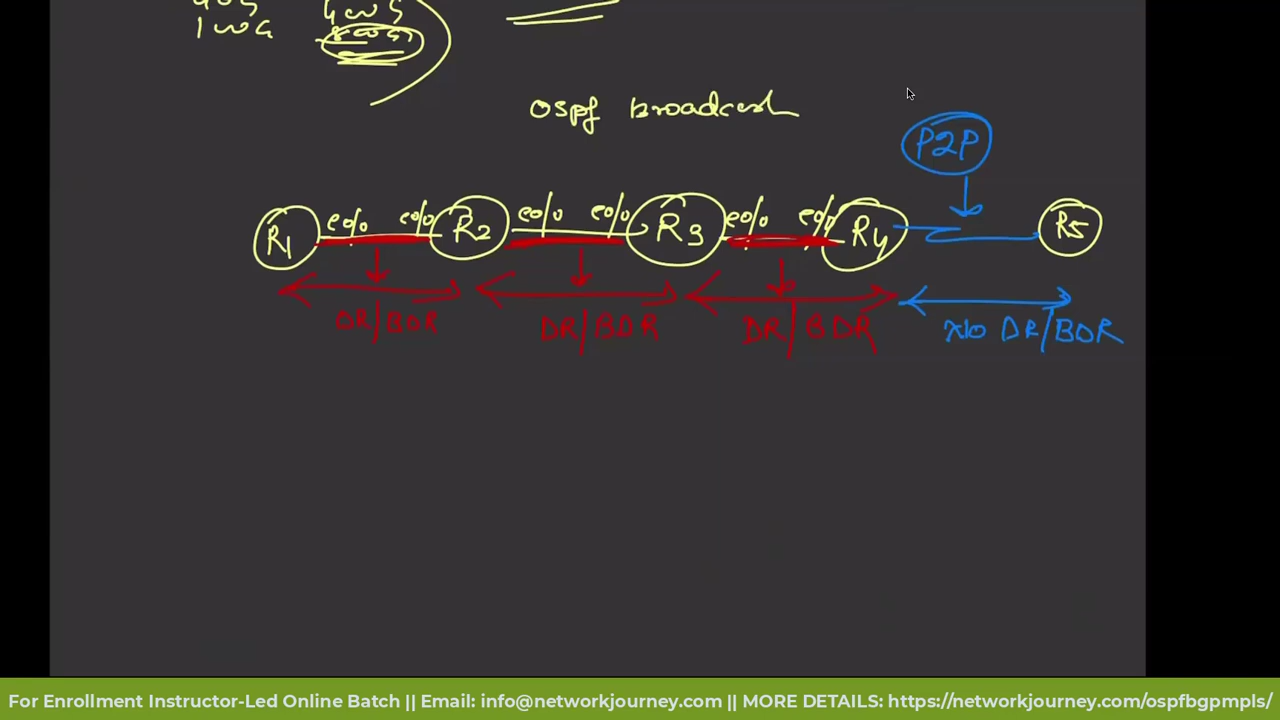 ospf Broadcast
P2P
R1 e0/0 e0/0 R2 e0/0 e0/0 R3 e0/0 e0/0 R4 R5
DR/BDR DR/BDR DR/BDR No DR/BDR
For Enrollment Instructor-Led Online Batch || Email: info@networkjourney.com || MORE DETAILS: https://networkjourney.com/ospfbgpmpls/